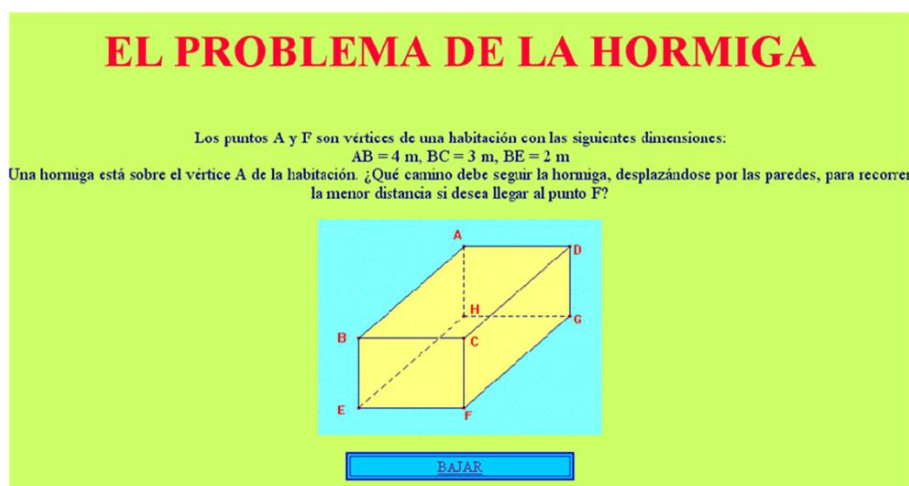 EL PROBLEMA DE LA HORMIGA
Los puntos A y F son vértices de una habitación con las siguientes dimensiones:
AB = 4 m, BC = 3 m, BE = 2 m
Una hormiga está sobre el vértice A de la habitación. ¿Qué camino debe seguir la hormiga, desplazándose por las paredes, para recorrer
la menor distancia si desea llegar al punto F?
A
D
H
G
B
C
E
F
BAJAR